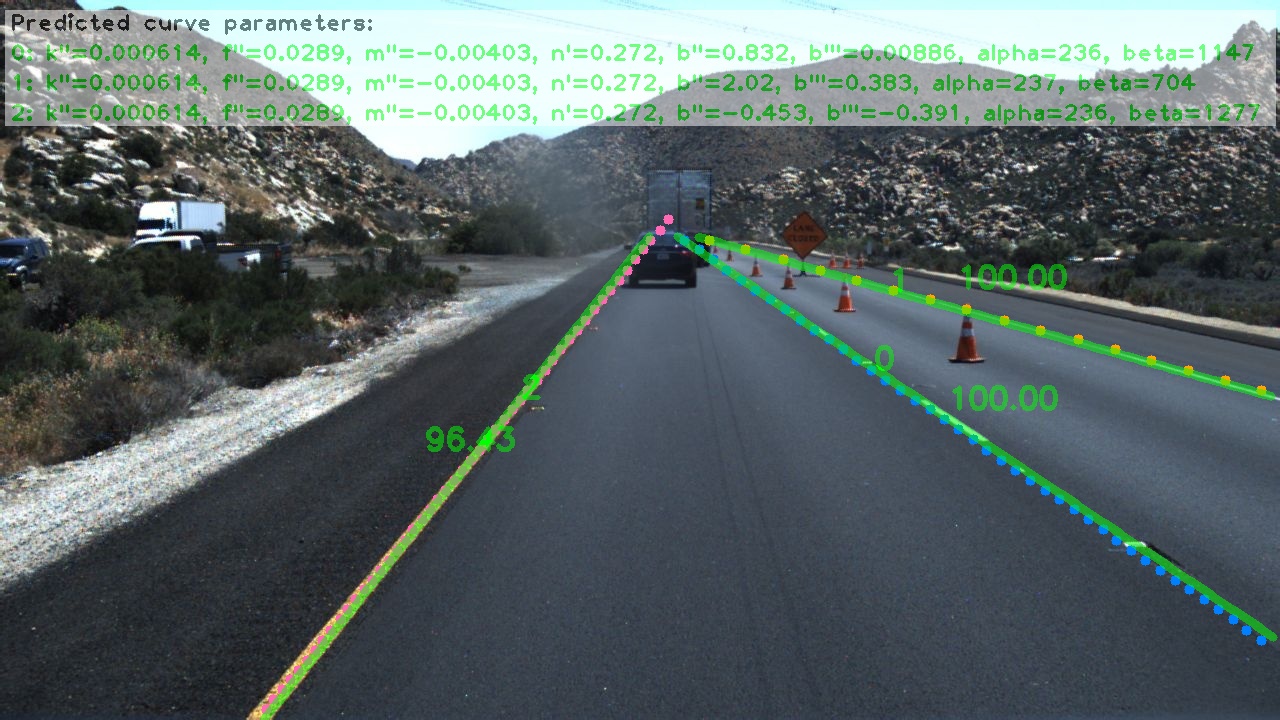 Predicted curve parameters:
0: k''=0.000614, f''=0.0289, m''=-0.00403, n'=0.272, b''=0.832, b'''=0.00886, alpha=236, beta=1147
1: k''=0.000614, f''=0.0289, m''=-0.00403, n'=0.272, b''=2.02, b'''=0.383, alpha=237, beta=704
2: k''=0.000614, f''=0.0289, m''=-0.00403, n'=0.272, b''=-0.453, b'''=-0.391, alpha=236, beta=1277
LANE
CLOSED
1 100.00
0
100.00
2
96.43